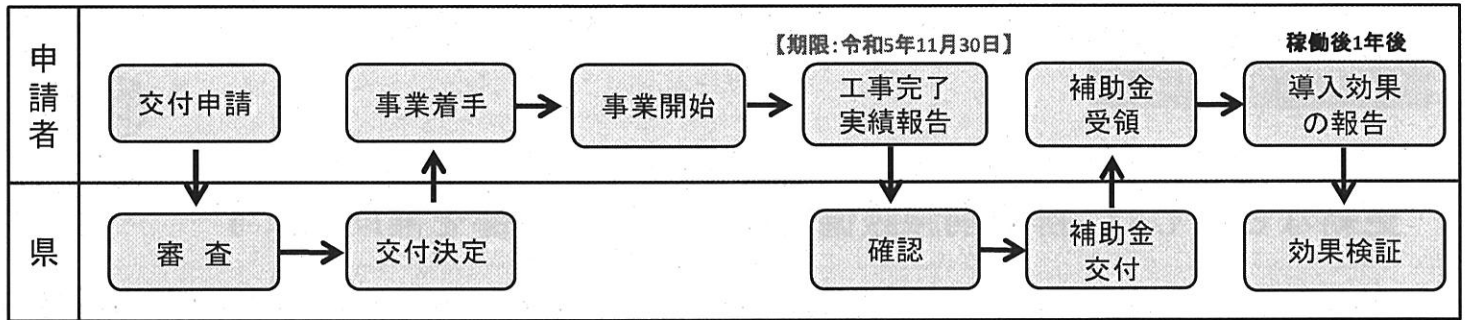 申請者
【期限:令和5年11月30日】
稼働後1年後
交付申請
事業着手
事業開始
工事完了
実績報告
補助金
受領
導入効果
の報告
県
審 査
交付決定
確認
補助金
交付
効果検証